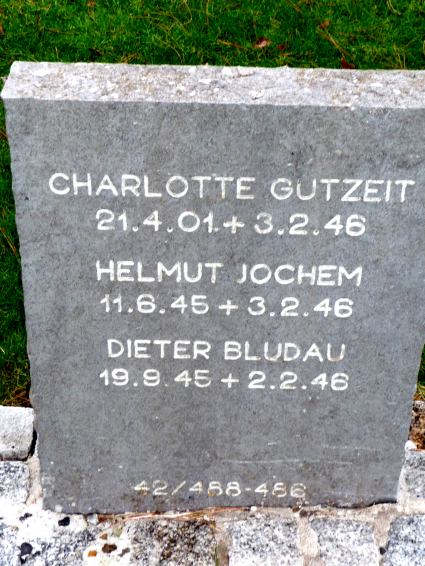 CHARLOTTE GUTZEIT
21.4.01.+ 3.2.46
HELMUT JOCHEM
11.6.45 + 3.2.46
DIETER BLUDAU
19.9.45 + 2.2.46
42/488-486